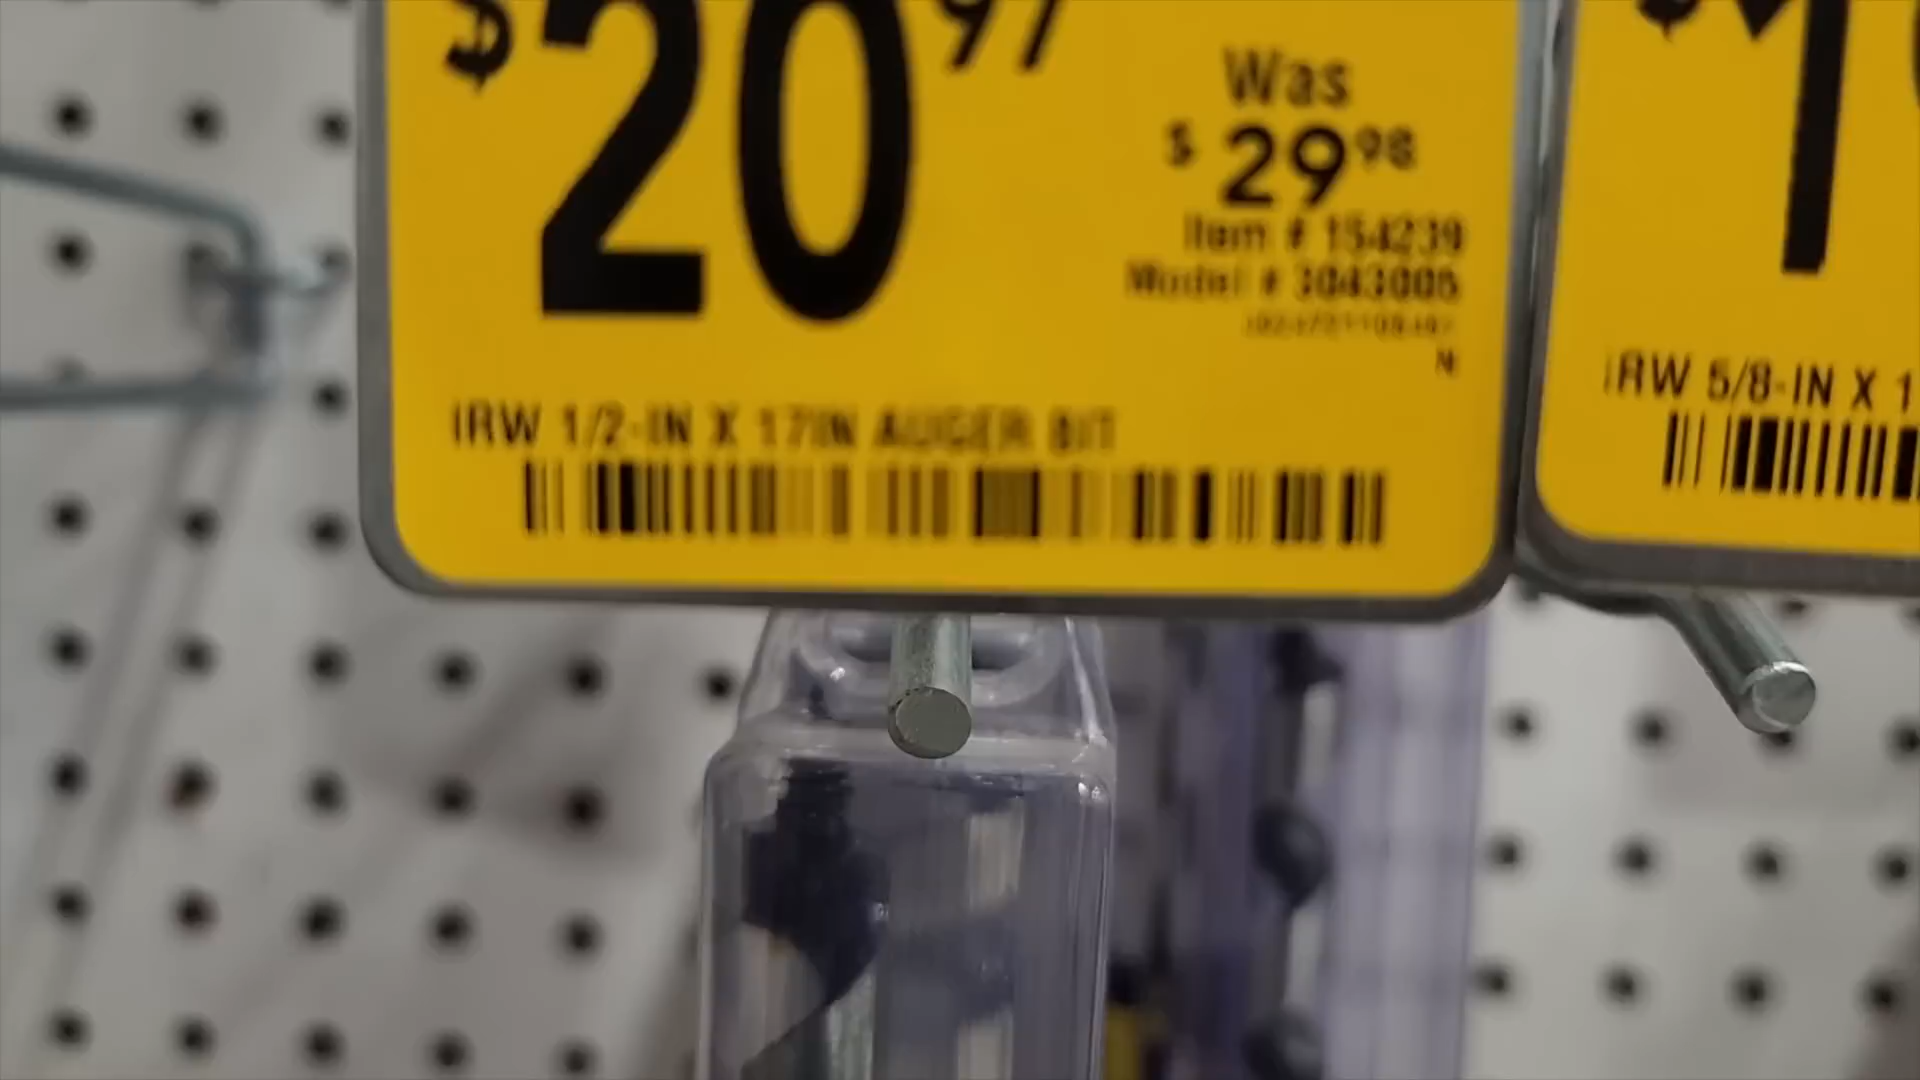 $20 97
Was
$ 29 98
Item # 154239
Model # 3043005
N
IRW 1/2-IN X 17IN AUGER BIT
$1
IRW 5/8-IN X 1